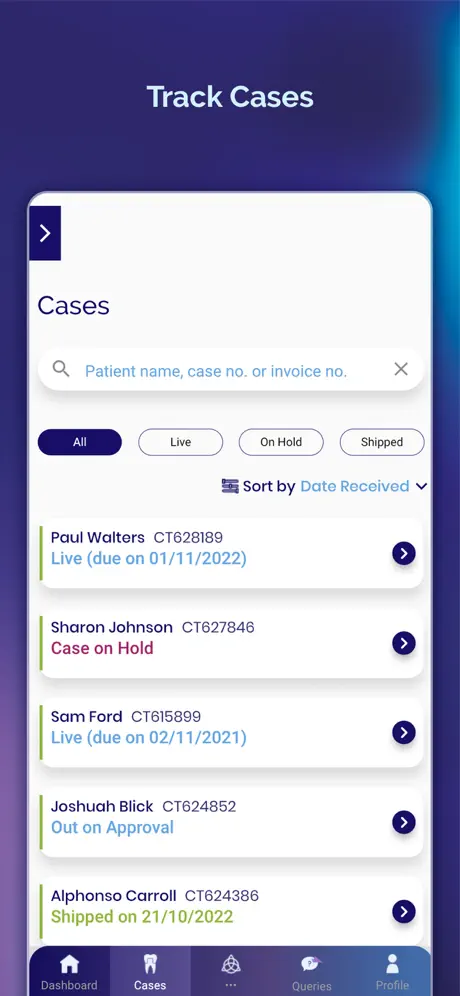 Track Cases
Cases
Patient name, case no. or invoice no.
All
Live
On Hold
Shipped
Sort by Date Received
Paul Walters CT628189
Live (due on 01/11/2022)
Sharon Johnson CT627846
Case on Hold
Sam Ford CT615899
Live (due on 02/11/2021)
Joshuah Blick CT624852
Out on Approval
Alphonso Carroll CT624386
Shipped on 21/10/2022
Dashboard
Cases
...
Queries
Profile